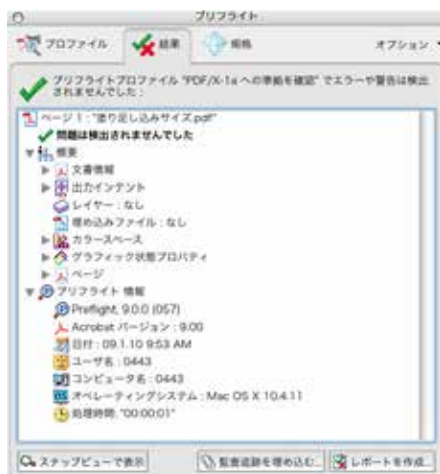 プリフライト
プロファイル 結果 規格 オプション
プリフライトプロファイル "PDF/X-1a への準拠を確認" でエラーや警告は検出
されませんでした :
ページ 1 : "塗り足し込みサイズ.pdf"
問題は検出されませんでした
概要
文書情報
出力インテント
レイヤー : なし
埋め込みファイル : なし
カラースペース
グラフィック状態プロパティ
ページ
プリフライト 情報
Preflight, 9.0.0 (057)
Acrobat バージョン : 9.00
日付 : 09.1.10 9:53 AM
ユーザ名 : 0443
コンピュータ名 : 0443
オペレーティングシステム : Mac OS X 10.4.11
処理時間: "00:00:01"
スナップビューで表示 監査追跡を埋め込む... レポートを作成...